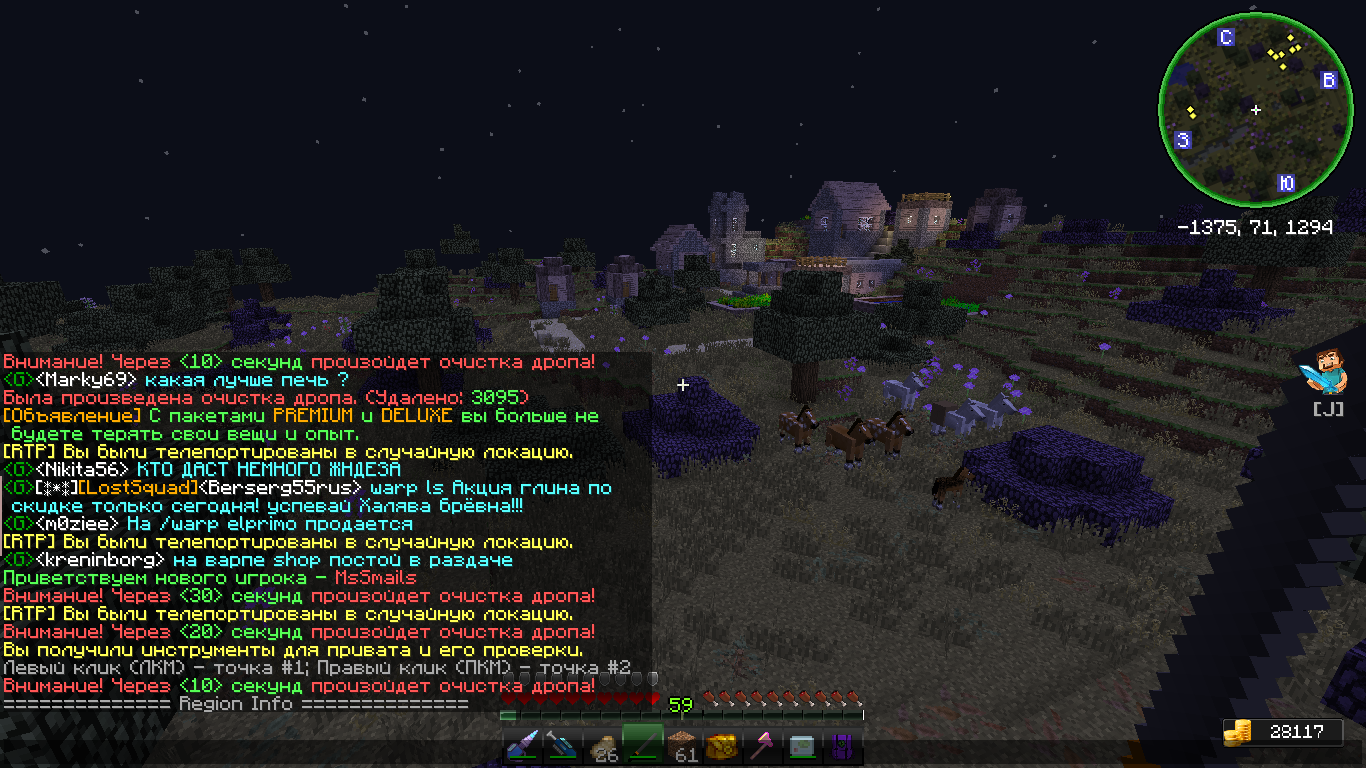 С
В
З
Ю
-1375, 71, 1294
[J]
Внимание! Через <10> секунд произойдет очистка дропа!
<G><Marky69> какая лучше печь ?
Была произведена очистка дропа. (Удалено: 3095)
[Объявление] С пакетами PREMIUM и DELUXE вы больше не
будете терять свои вещи и опыт.
[RTP] Вы были телепортированы в случайную локацию.
<G><Nikita56> КТО ДАСТ НЕМНОГО ЖНДЕЗА
<G>[⁂][LostSquad]<Berserg55rus> warp ls Акция глина по
скидке только сегодня! успевай Халява брёвна!!!
<G><m0ziee> На /warp elprimo продается
[RTP] Вы были телепортированы в случайную локацию.
<G><kreninborg> на варпе shop постой в раздаче
Приветствуем нового игрока - MsSmails
Внимание! Через <30> секунд произойдет очистка дропа!
[RTP] Вы были телепортированы в случайную локацию.
Внимание! Через <20> секунд произойдет очистка дропа!
Вы получили инструменты для привата и его проверки.
Левый клик (ЛКМ) - точка #1; Правый клик (ПКМ) - точка #2
Внимание! Через <10> секунд произойдет очистка дропа!
============= Region Info =============
59
26
61
28117